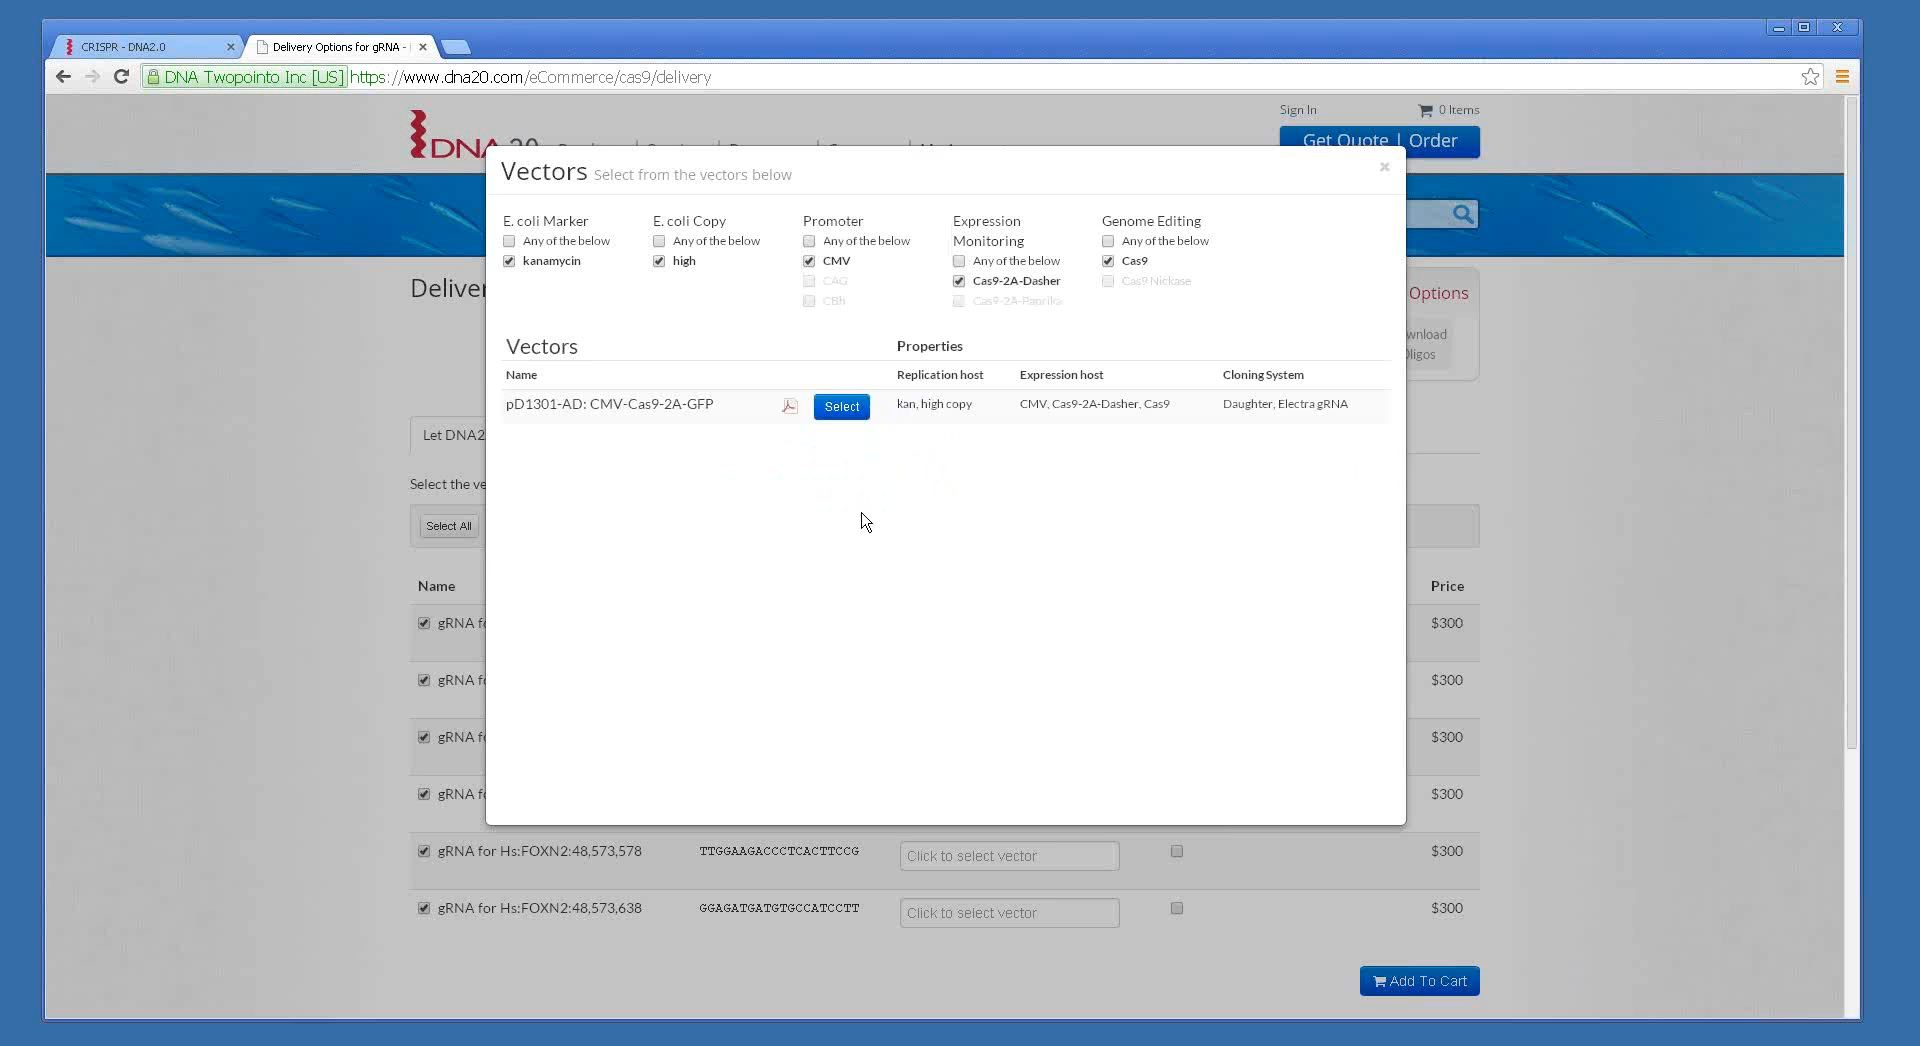 CRISPR - DNA2.0
Delivery Options for gRNA -
DNA Twopointo Inc [US] https://www.dna20.com/eCommerce/cas9/delivery
Sign In 0 Items
Get Quote | Order
Vectors Select from the vectors below
E. coli Marker
Any of the below
kanamycin
E. coli Copy
Any of the below
high
Promoter
Any of the below
CMV
CAG
CBh
Expression
Monitoring
Any of the below
Cas9-2A-Dasher
Cas9-2A-Paprika
Genome Editing
Any of the below
Cas9
Cas9 Nickase
Vectors Properties
Name Replication host Expression host Cloning System
pD1301-AD: CMV-Cas9-2A-GFP Select kan, high copy CMV, Cas9-2A-Dasher, Cas9 Daughter, Electra gRNA
Options
Let DNA2
Select the
Select All
Name Price
gRNA $300
gRNA $300
gRNA $300
gRNA $300
gRNA for Hs:FOXN2:48,573,578 TTGGAAGACCCTCACTTCCG Click to select vector $300
gRNA for Hs:FOXN2:48,573,638 GGAGATGATGTGCCATCCTT Click to select vector $300
Add To Cart